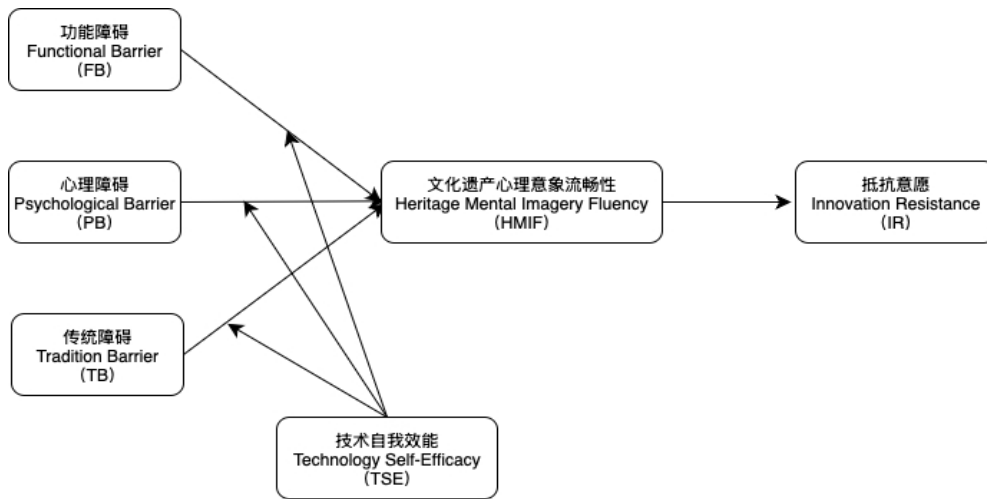 功能障碍
Functional Barrier
（FB）
心理障碍
Psychological Barrier
（PB）
传统障碍
Tradition Barrier
（TB）
文化遗产心理意象流畅性
Heritage Mental Imagery Fluency
（HMIF）
抵抗意愿
Innovation Resistance
（IR）
技术自我效能
Technology Self-Efficacy
（TSE）